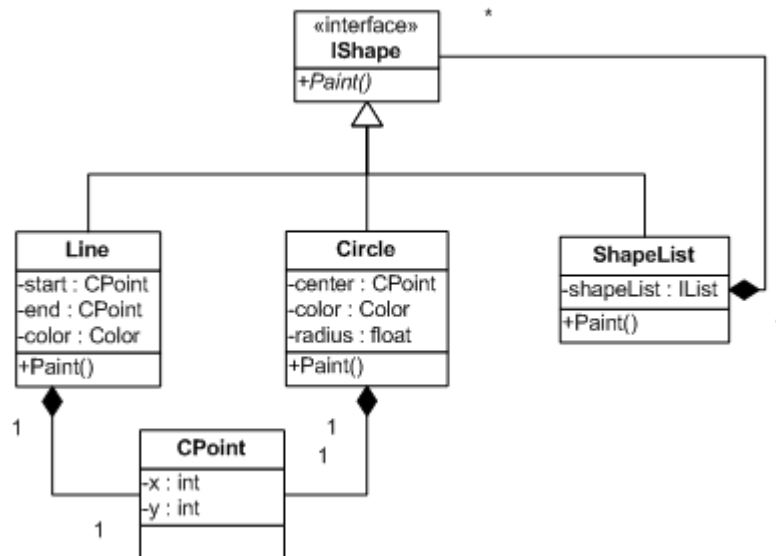 *
«interface»
IShape
+Paint()
Line
-start : CPoint
-end : CPoint
-color : Color
+Paint()
Circle
-center : CPoint
-color : Color
-radius : float
+Paint()
ShapeList
-shapeList : IList
+Paint()
1
1
1
CPoint
-x : int
-y : int
1